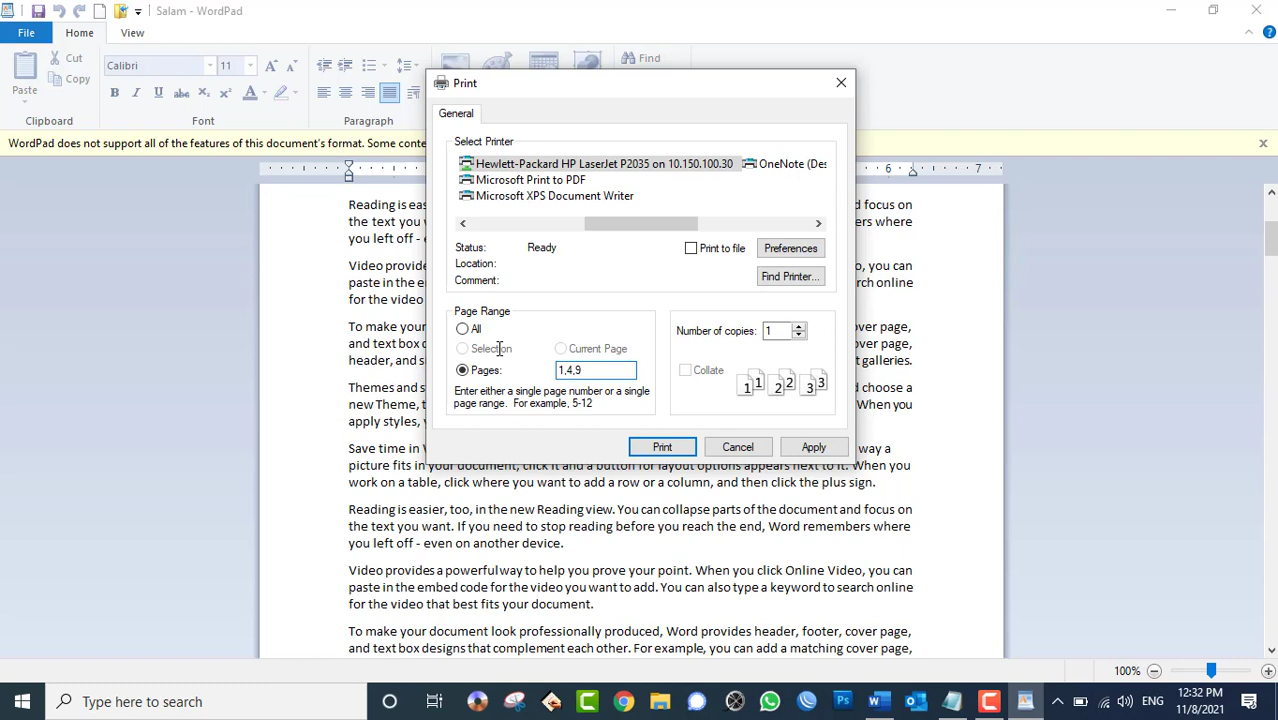 Salam - WordPad
File
Home
View
Cut
Copy
Paste
Clipboard
Calibri
11
Font
Paragraph
Find
WordPad does not support all of the features of this document's format. Some conte
Print
General
Select Printer
Hewlett-Packard HP LaserJet P2035 on 10.150.100.30
OneNote (Des
Microsoft Print to PDF
Microsoft XPS Document Writer
Status:
Ready
Print to file
Preferences
Location:
Comment:
Find Printer...
Page Range
All
Selection
Current Page
Pages:
1,4,9
Enter either a single page number or a single
page range. For example, 5-12
Number of copies:
1
Collate
1 1 2 2 3 3
Print
Cancel
Apply
6
7
Reading is eas
d focus on
the text you w
ers where
you left off - e
Video provide
o, you can
paste in the e
ch online
for the video
To make your
over page,
and text box d
over page,
header, and s
t galleries.
Themes and s
d choose a
new Theme, t
When you
apply styles, y
Save time in W
way a
picture fits in your document, click it and a button for layout options appears next to it. When you
work on a table, click where you want to add a row or a column, and then click the plus sign.
Reading is easier, too, in the new Reading view. You can collapse parts of the document and focus on
the text you want. If you need to stop reading before you reach the end, Word remembers where
you left off - even on another device.
Video provides a powerful way to help you prove your point. When you click Online Video, you can
paste in the embed code for the video you want to add. You can also type a keyword to search online
for the video that best fits your document.
To make your document look professionally produced, Word provides header, footer, cover page,
and text box designs that complement each other. For example, you can add a matching cover page,
100%
Type here to search
ENG
12:32 PM
11/8/2021